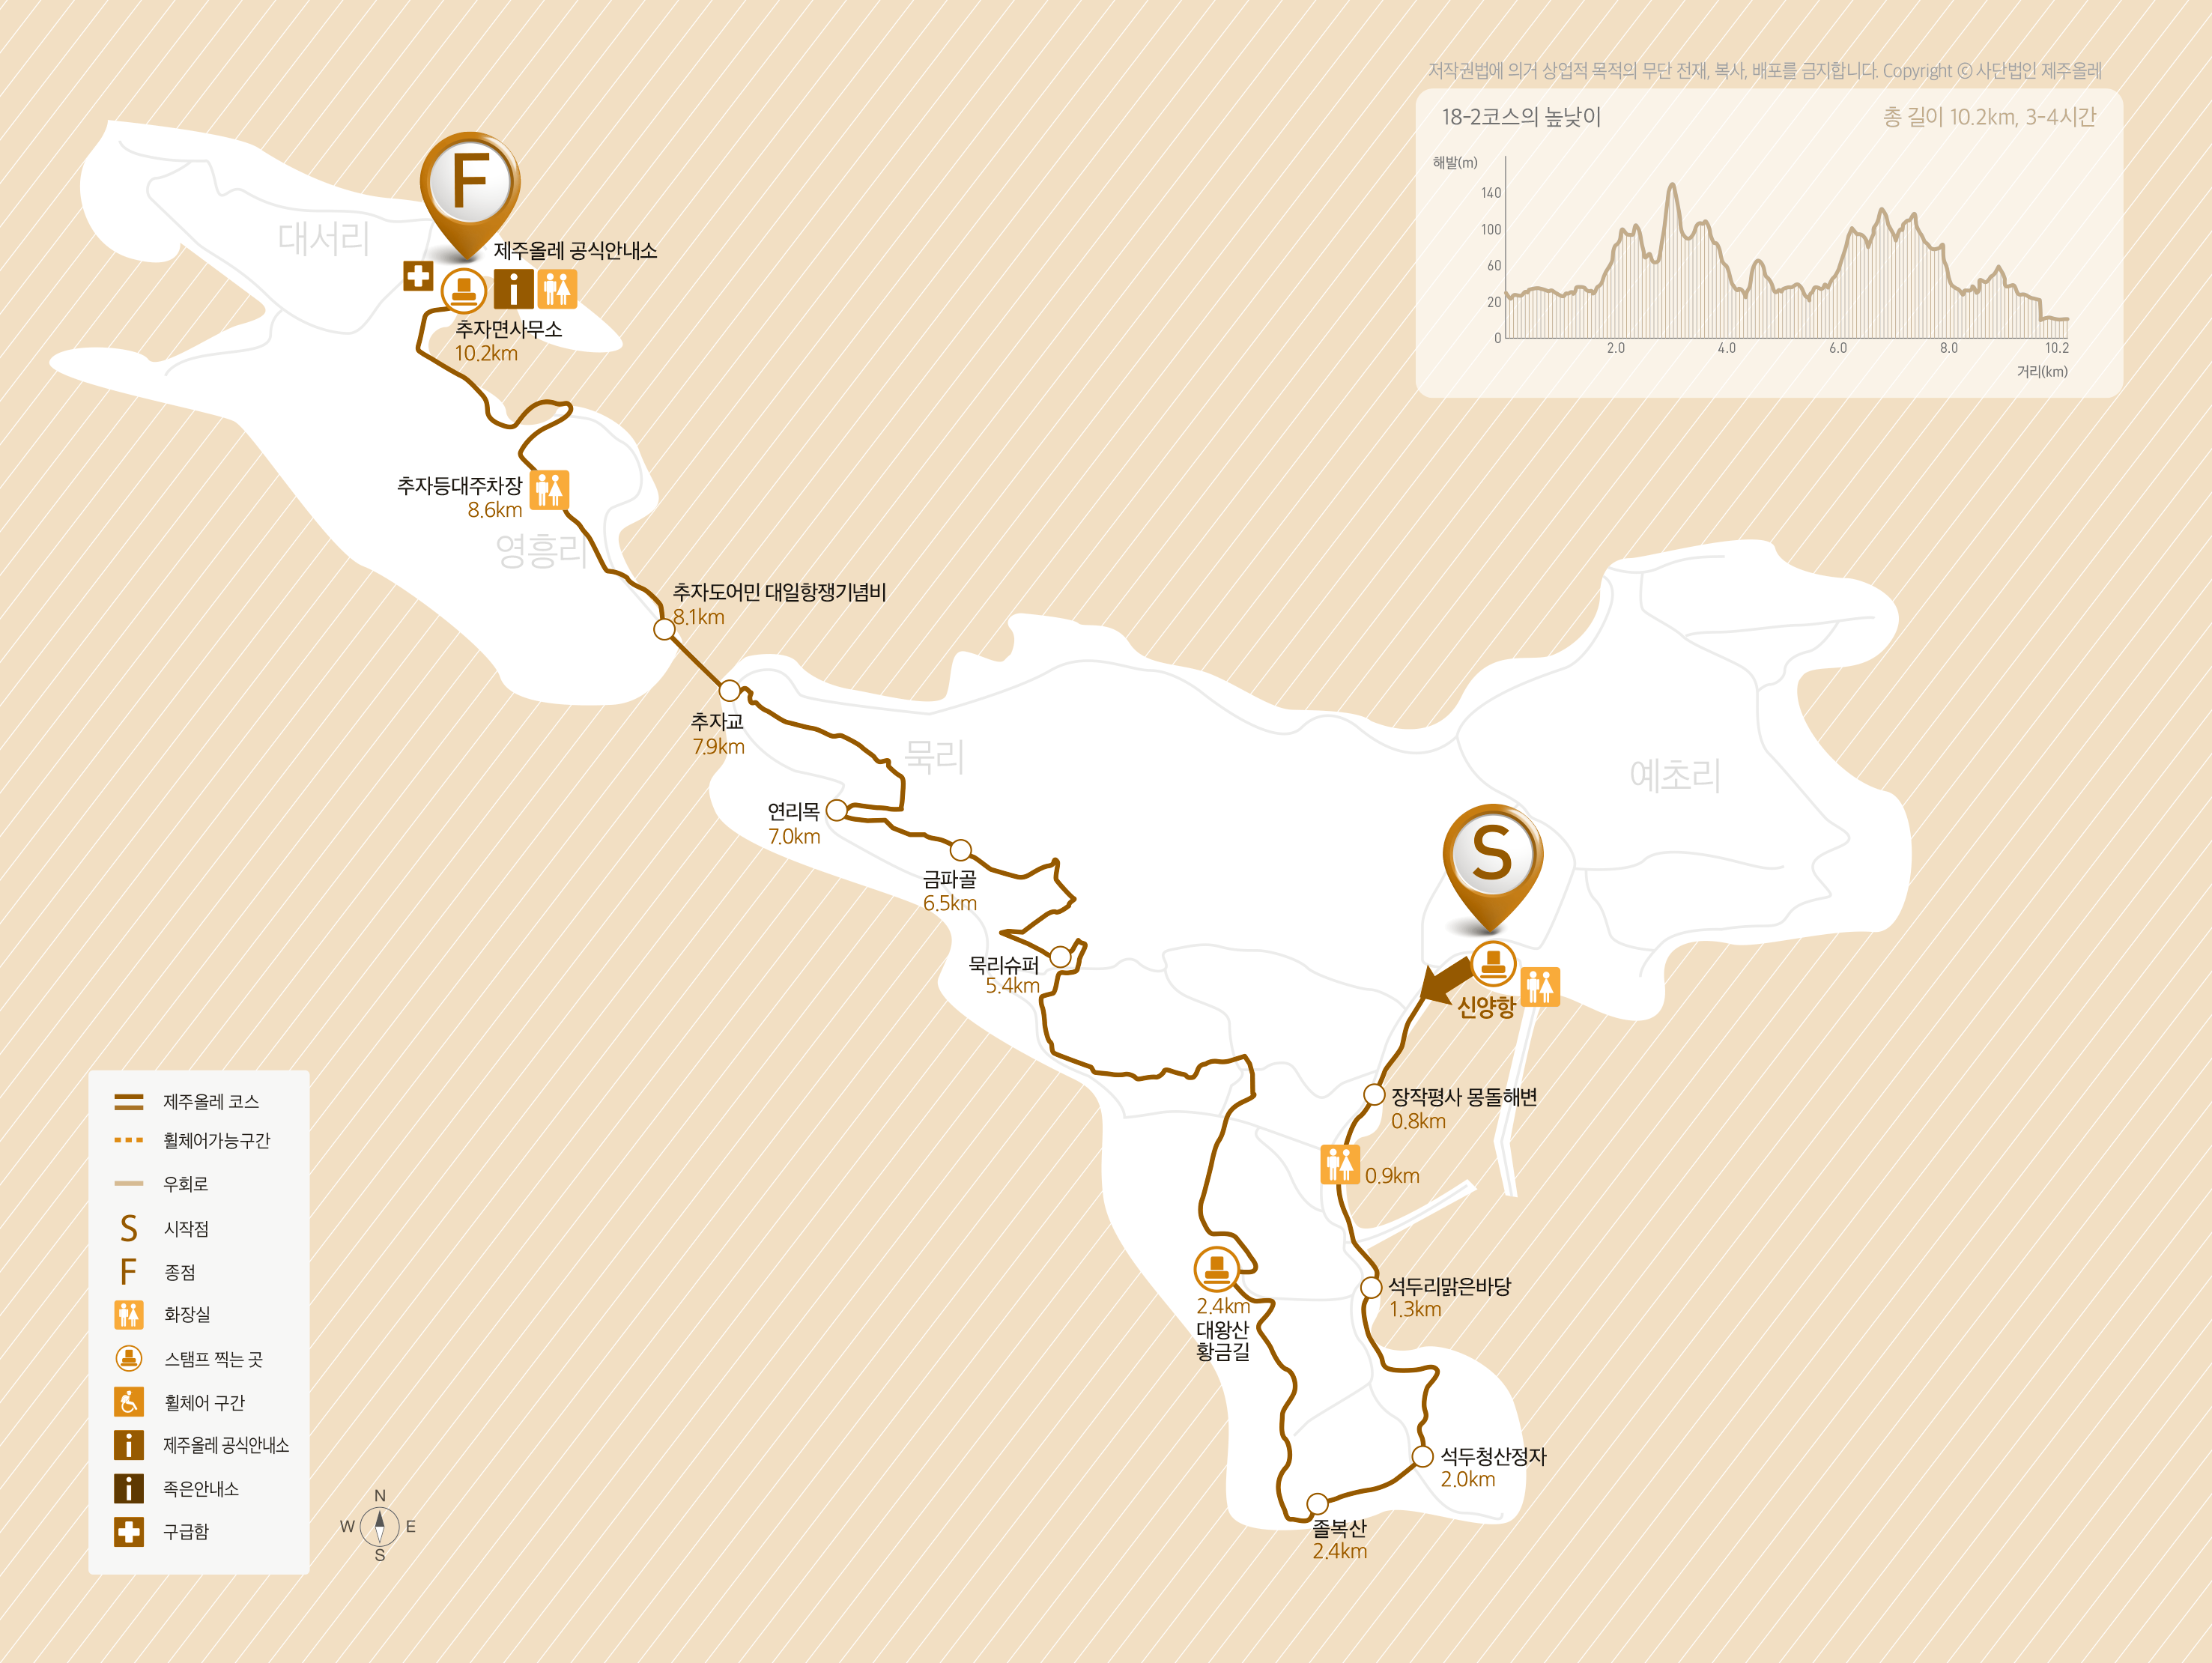 저작권법에 의거 상업적 목적의 무단 전재, 복사, 배포를 금지합니다. Copyright ⓒ 사단법인 제주올레
18-2코스의 높낮이
총 길이 10.2km, 3-4시간
해발(m)
140
100
60
20
0
2.0
4.0
6.0
8.0
10.2
거리(km)
F
대서리
제주올레 공식안내소
추자면사무소
10.2km
추자등대주차장
8.6km
영흥리
추자도어민 대일항쟁기념비
8.1km
추자교
7.9km
묵리
예초리
연리목
7.0km
금파골
6.5km
S
묵리슈퍼
5.4km
신양항
장작평사 몽돌해변
0.8km
0.9km
석두리맑은바당
1.3km
2.4km
대왕산
황금길
석두청산정자
2.0km
졸복산
2.4km
제주올레 코스
휠체어가능구간
우회로
S 시작점
F 종점
화장실
스탬프 찍는 곳
휠체어 구간
제주올레 공식안내소
족은안내소
구급함
N
W E
S